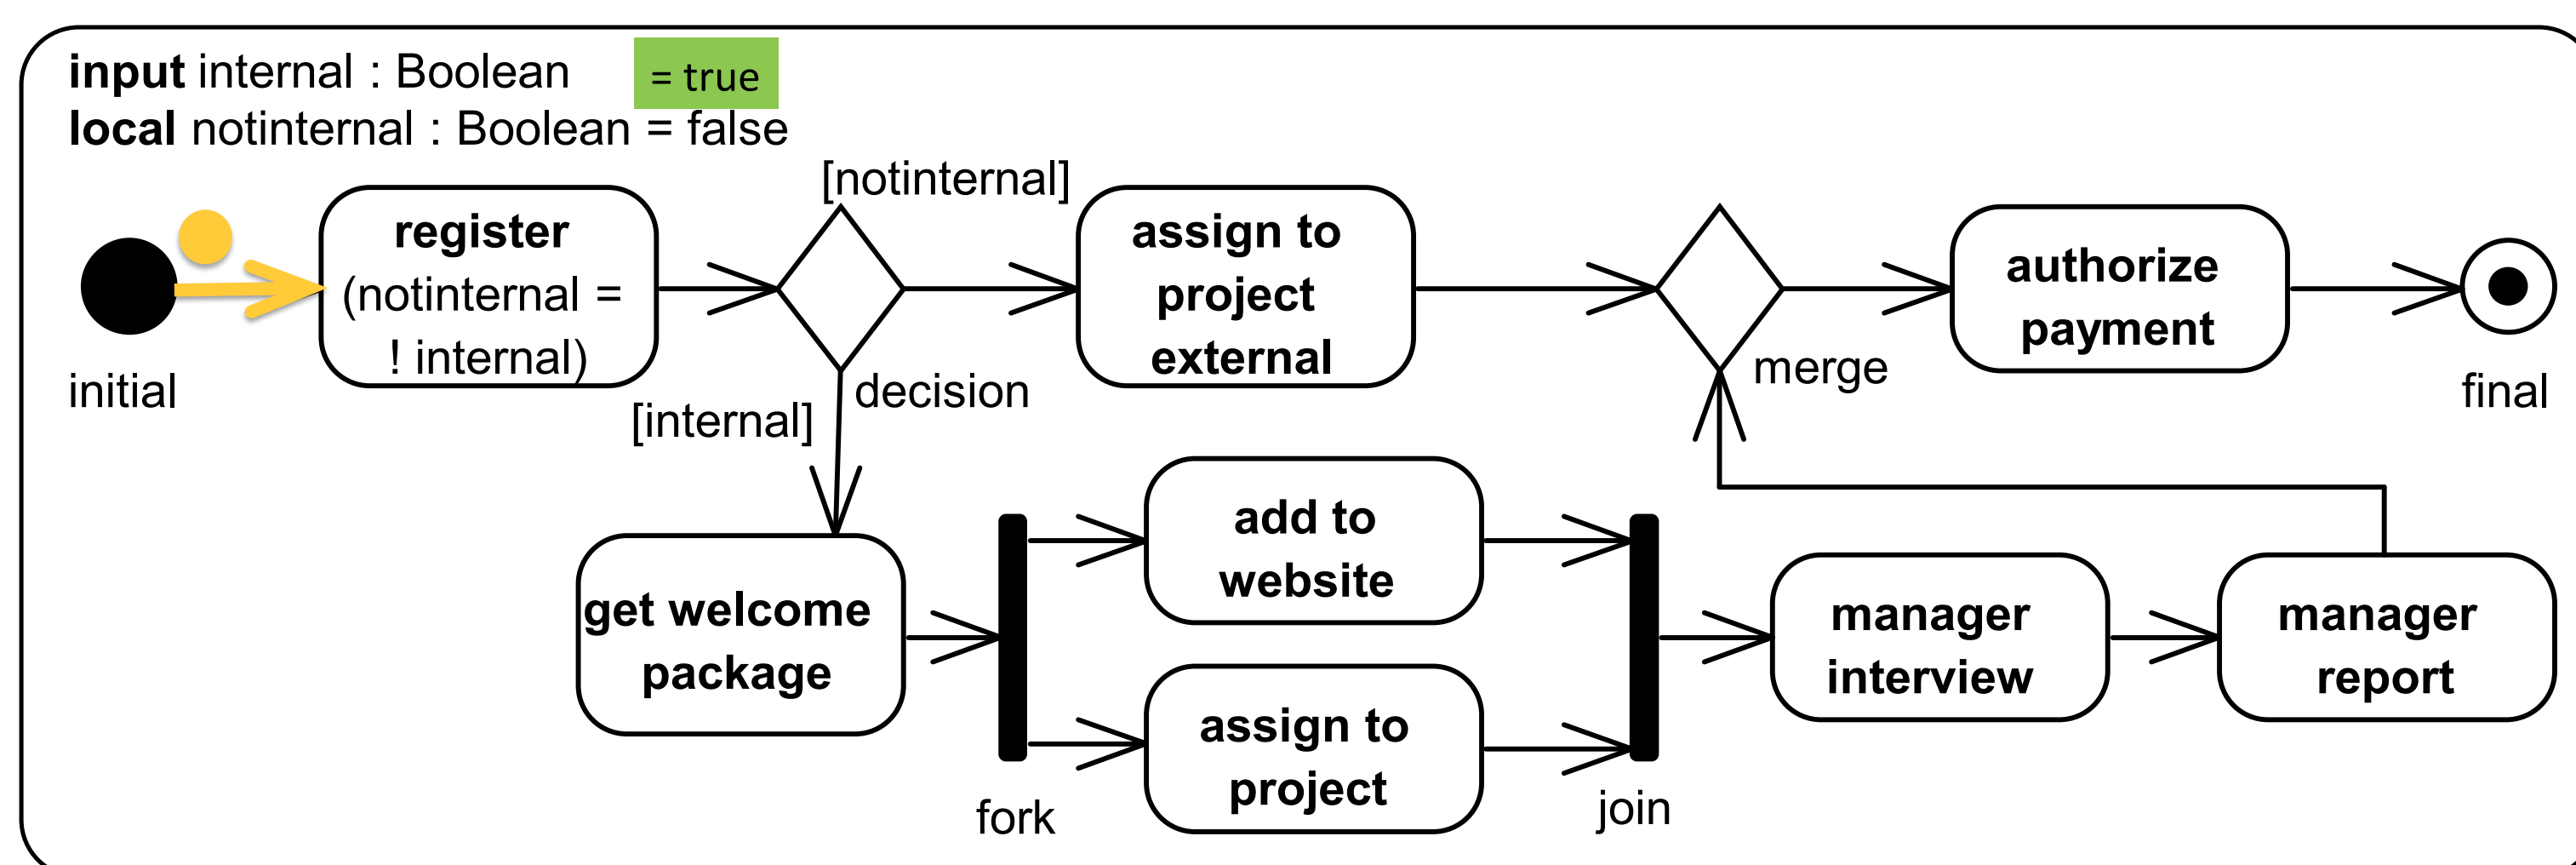 input internal : Boolean = true
local notinternal : Boolean = false
[notinternal]
register
(notinternal =
! internal)
assign to
project
external
authorize
payment
initial
[internal]
decision
merge
final
get welcome
package
add to
website
assign to
project
manager
interview
manager
report
fork
join